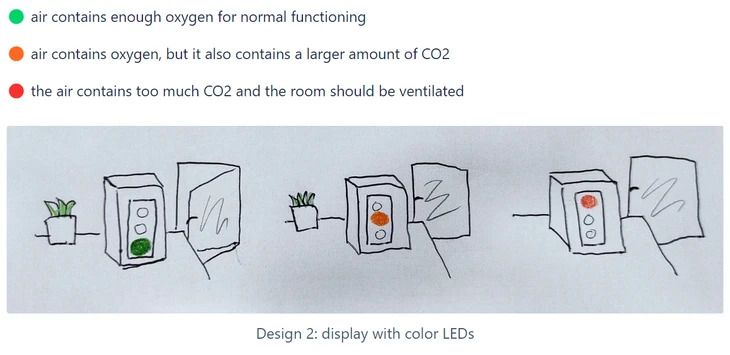 air contains enough oxygen for normal functioning
air contains oxygen, but it also contains a larger amount of CO2
the air contains too much CO2 and the room should be ventilated
Design 2: display with color LEDs